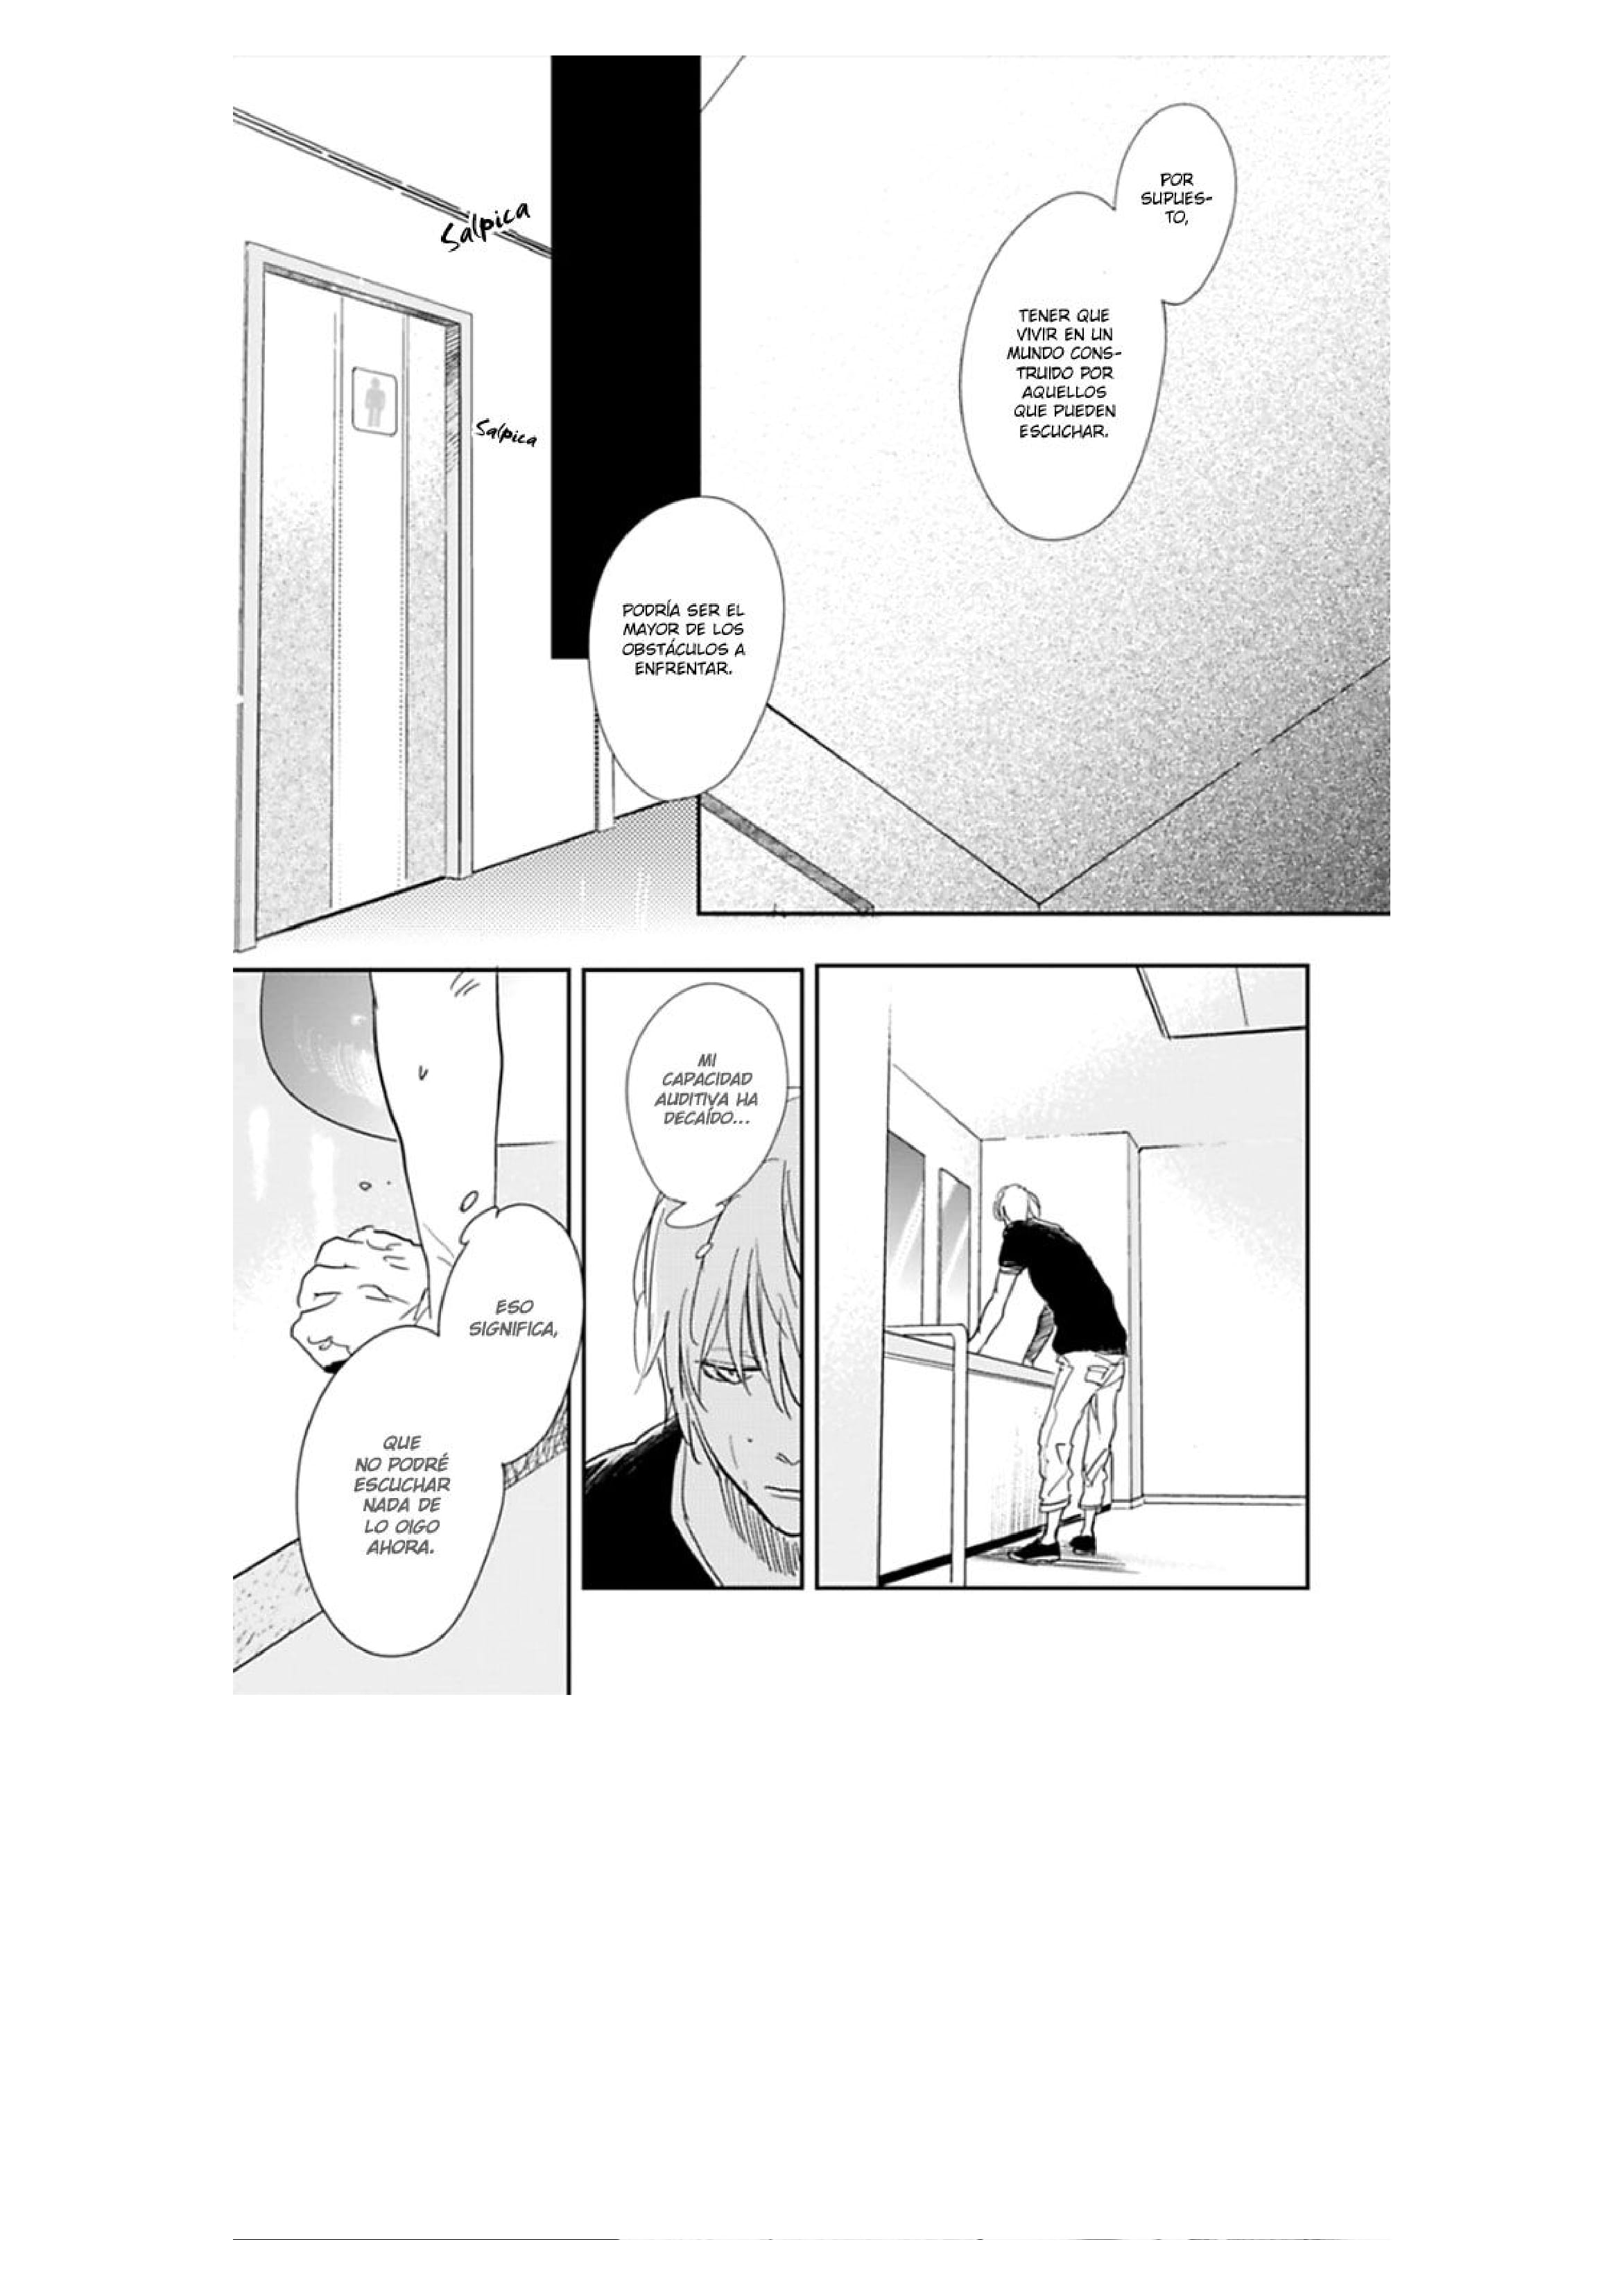 POR
SUPUES-
TO,
TENER QUE
VIVIR EN UN
MUNDO CONS-
TRUIDO POR
AQUELLOS
QUE PUEDEN
ESCUCHAR.
Salpica
Salpica
PODRÍA SER EL
MAYOR DE LOS
OBSTÁCULOS A
ENFRENTAR.
MI
CAPACIDAD
AUDITIVA HA
DECAÍDO...
ESO
SIGNIFICA,
QUE
NO PODRÉ
ESCUCHAR
NADA DE
LO OIGO
AHORA.